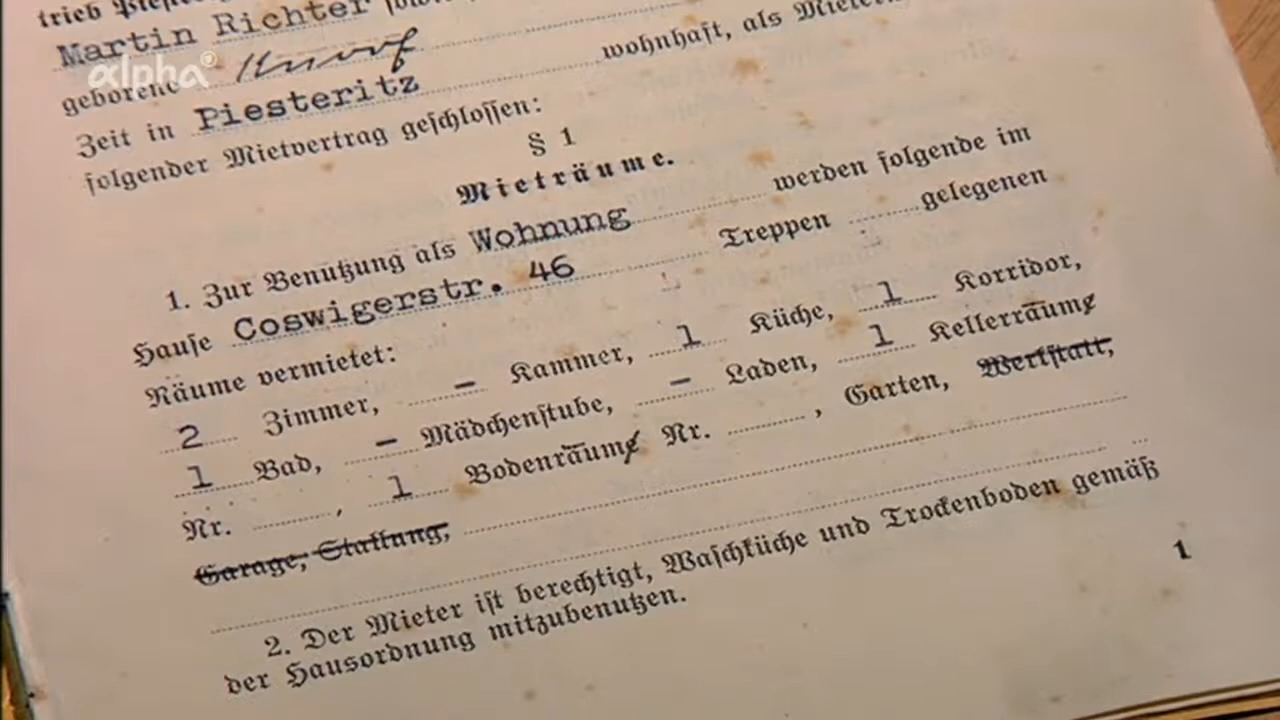 trieb
Martin Richter
alpha
geborene Knorf
Zeit in Piesteritz wohnhaft, als
folgender Mietvertrag geschlossen:
§ 1
Mieträume.
1. Zur Benutzung als Wohnung werden folgende im
Hause Coswigerstr. 46 Treppen gelegenen
Räume vermietet:
2 Zimmer, – Kammer, 1 Küche, 1 Korridor,
1 Bad, – Mädchenstube, – Laden, 1 Kellerräume
Nr. , 1 Bodenräume Nr. , Garten, Werkstatt,
Garage, Stallung,
2. Der Mieter ist berechtigt, Waschküche und Trockenboden gemäß
der Hausordnung mitzubenutzen.
1